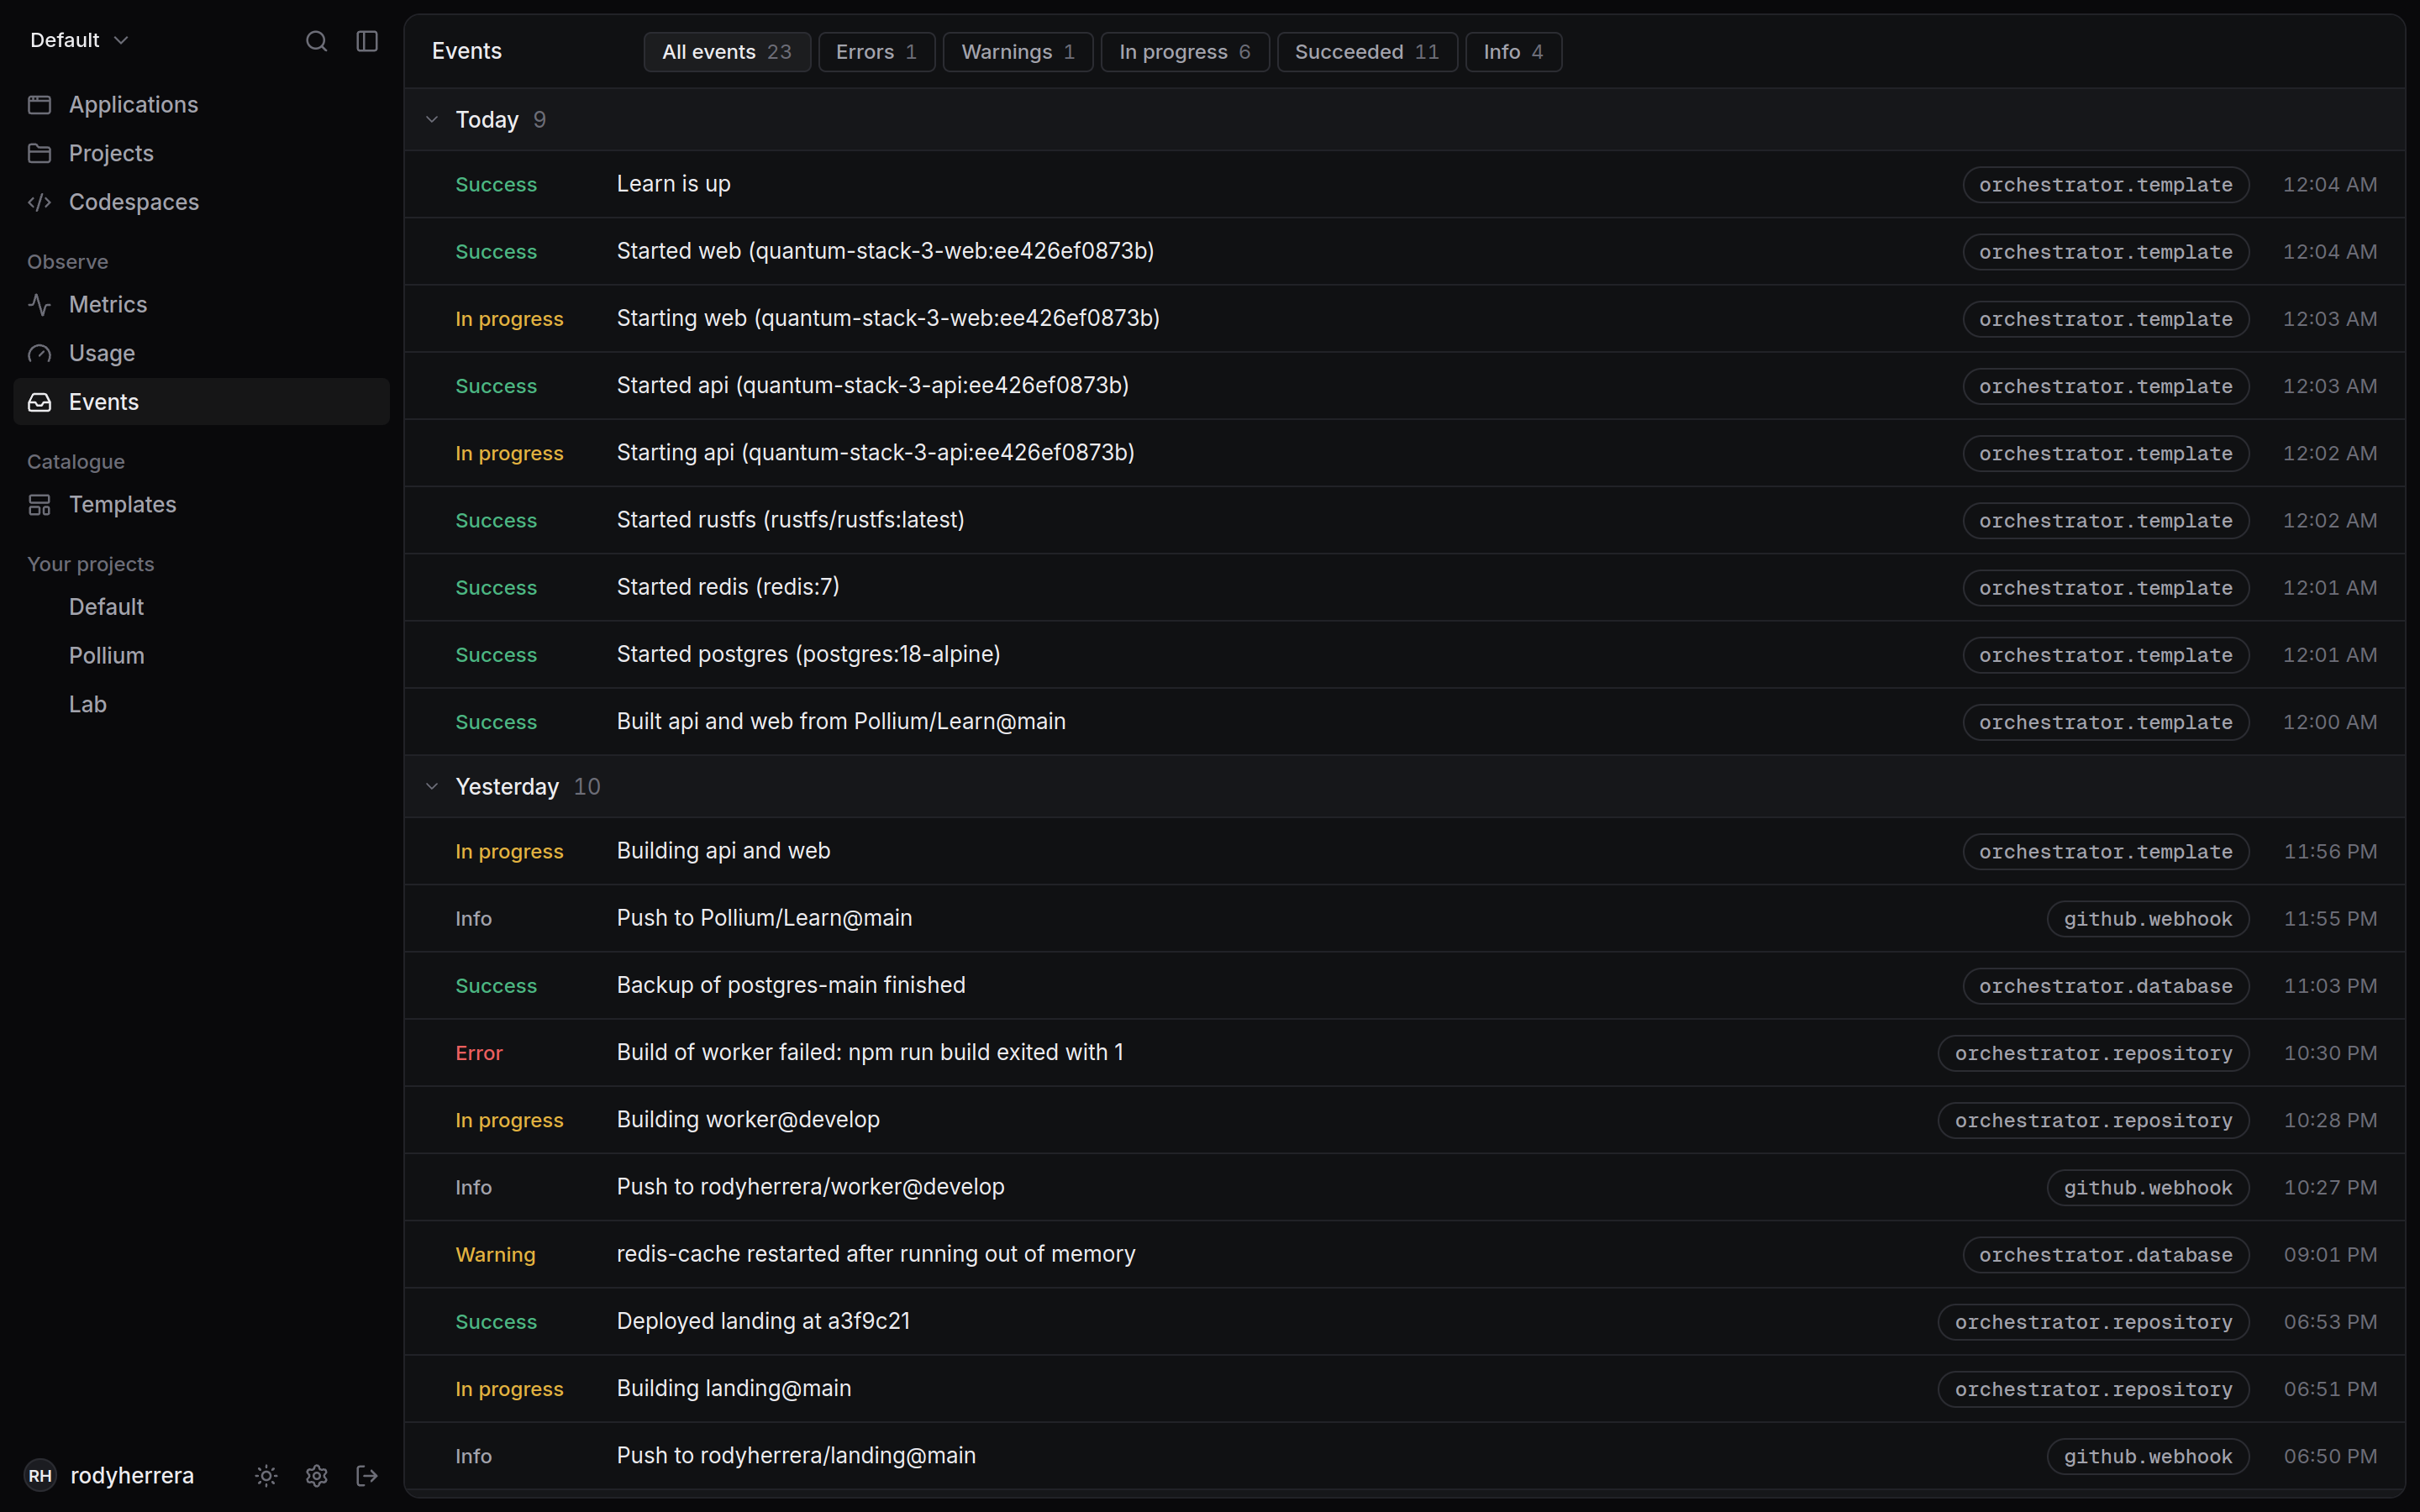 Default
Applications
Projects
Codespaces
Observe
Metrics
Usage
Events
Catalogue
Templates
Your projects
Default
Pollium
Lab
RH rodyherrera
Events All events 23 Errors 1 Warnings 1 In progress 6 Succeeded 11 Info 4
Today 9
Success Learn is up orchestrator.template 12:04 AM
Success Started web (quantum-stack-3-web:ee426ef0873b) orchestrator.template 12:04 AM
In progress Starting web (quantum-stack-3-web:ee426ef0873b) orchestrator.template 12:03 AM
Success Started api (quantum-stack-3-api:ee426ef0873b) orchestrator.template 12:03 AM
In progress Starting api (quantum-stack-3-api:ee426ef0873b) orchestrator.template 12:02 AM
Success Started rustfs (rustfs/rustfs:latest) orchestrator.template 12:02 AM
Success Started redis (redis:7) orchestrator.template 12:01 AM
Success Started postgres (postgres:18-alpine) orchestrator.template 12:01 AM
Success Built api and web from Pollium/Learn@main orchestrator.template 12:00 AM
Yesterday 10
In progress Building api and web orchestrator.template 11:56 PM
Info Push to Pollium/Learn@main github.webhook 11:55 PM
Success Backup of postgres-main finished orchestrator.database 11:03 PM
Error Build of worker failed: npm run build exited with 1 orchestrator.repository 10:30 PM
In progress Building worker@develop orchestrator.repository 10:28 PM
Info Push to rodyherrera/worker@develop github.webhook 10:27 PM
Warning redis-cache restarted after running out of memory orchestrator.database 09:01 PM
Success Deployed landing at a3f9c21 orchestrator.repository 06:53 PM
In progress Building landing@main orchestrator.repository 06:51 PM
Info Push to rodyherrera/landing@main github.webhook 06:50 PM